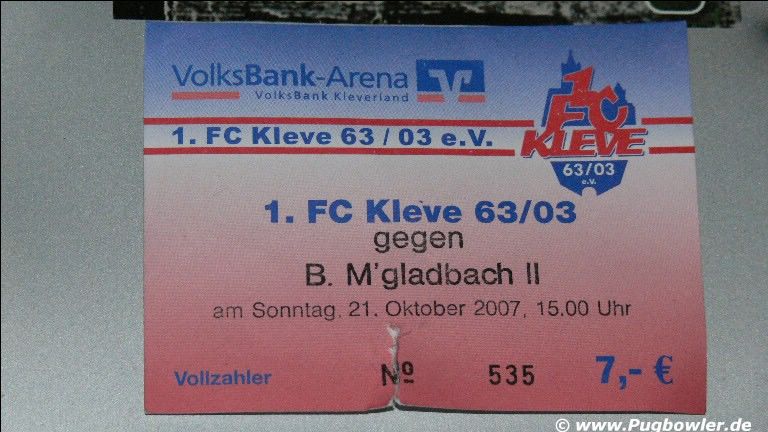 VolksBank-Arena
VolksBank Kleverland
1. FC Kleve 63 / 03 e.V.
1. FC KLEVE
63/03
e.V.
1. FC Kleve 63/03
gegen
B. M'gladbach II
am Sonntag, 21. Oktober 2007, 15.00 Uhr
Vollzahler Nº 535 7,- €
© www.Pugbowler.de